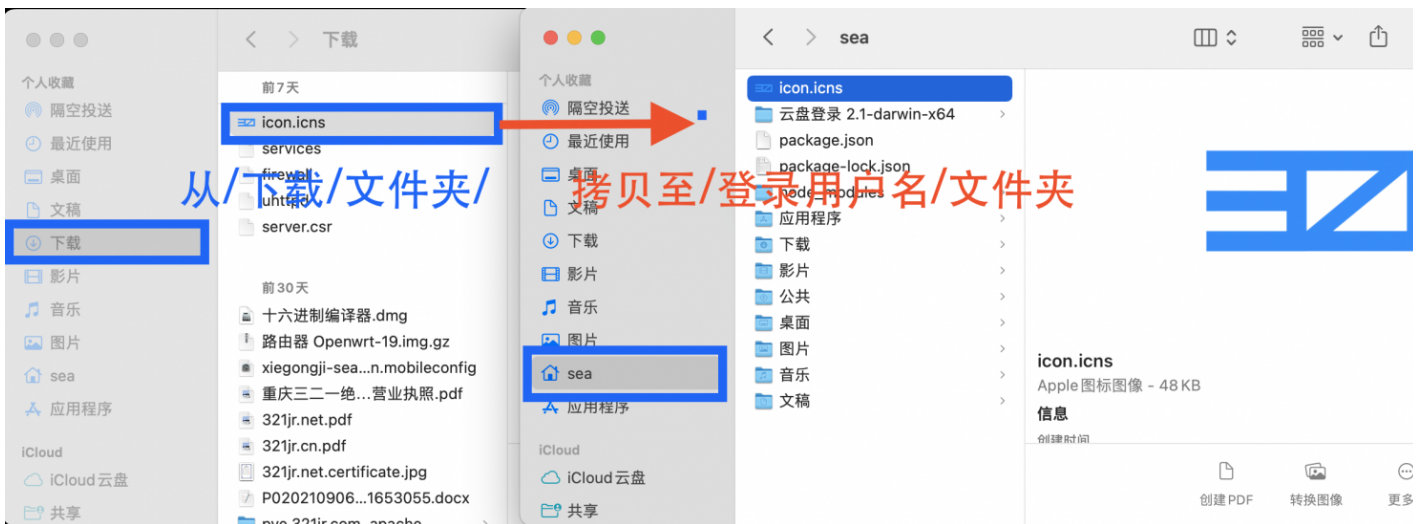 下载
个人收藏
隔空投送
最近使用
桌面
文稿
下载
影片
音乐
图片
sea
应用程序
iCloud
iCloud云盘
共享
前7天
icon.icns
services
firewall
server.csr
前30天
十六进制编译器.dmg
路由器 Openwrt-19.img.gz
xiegongji-sea...n.mobileconfig
重庆三二一绝...营业执照.pdf
321jr.net.pdf
321jr.cn.pdf
321jr.net.certificate.jpg
P020210906...1653055.docx
从/下载/文件夹/
拷贝至/登录用户名/文件夹
sea
个人收藏
隔空投送
最近使用
桌面
文稿
下载
影片
音乐
图片
sea
应用程序
iCloud
iCloud云盘
共享
icon.icns
云盘登录 2.1-darwin-x64
package.json
package-lock.json
node_modules
应用程序
下载
影片
公共
桌面
图片
音乐
文稿
icon.icns
Apple图标图像 - 48 KB
信息
创建时间
创建PDF
转换图像
更多